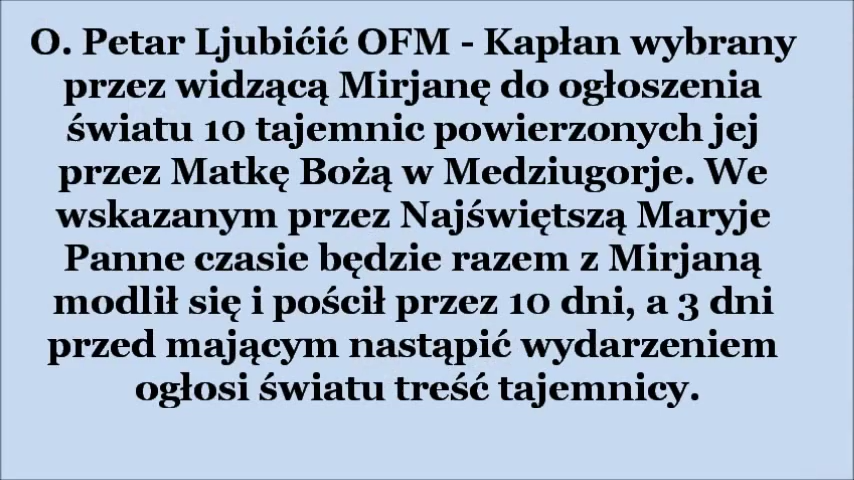 O. Petar Ljubićić OFM - Kapłan wybrany
przez widzącą Mirjanę do ogłoszenia
światu 10 tajemnic powierzonych jej
przez Matkę Bożą w Medziugorje. We
wskazanym przez Najświętszą Maryje
Panne czasie będzie razem z Mirjaną
modlił się i pościł przez 10 dni, a 3 dni
przed mającym nastąpić wydarzeniem
ogłosi światu treść tajemnicy.